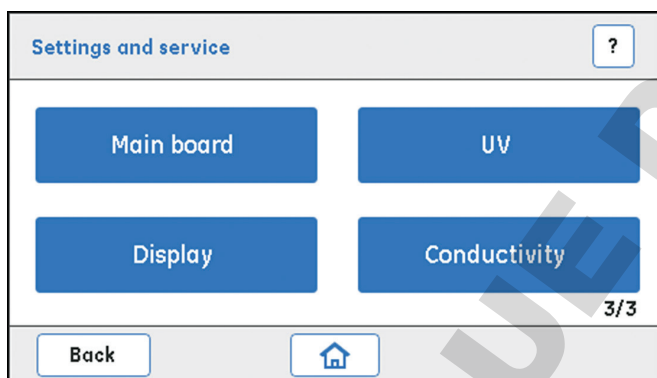 Settings and service
?
Main board
UV
Display
Conductivity
3/3
Back